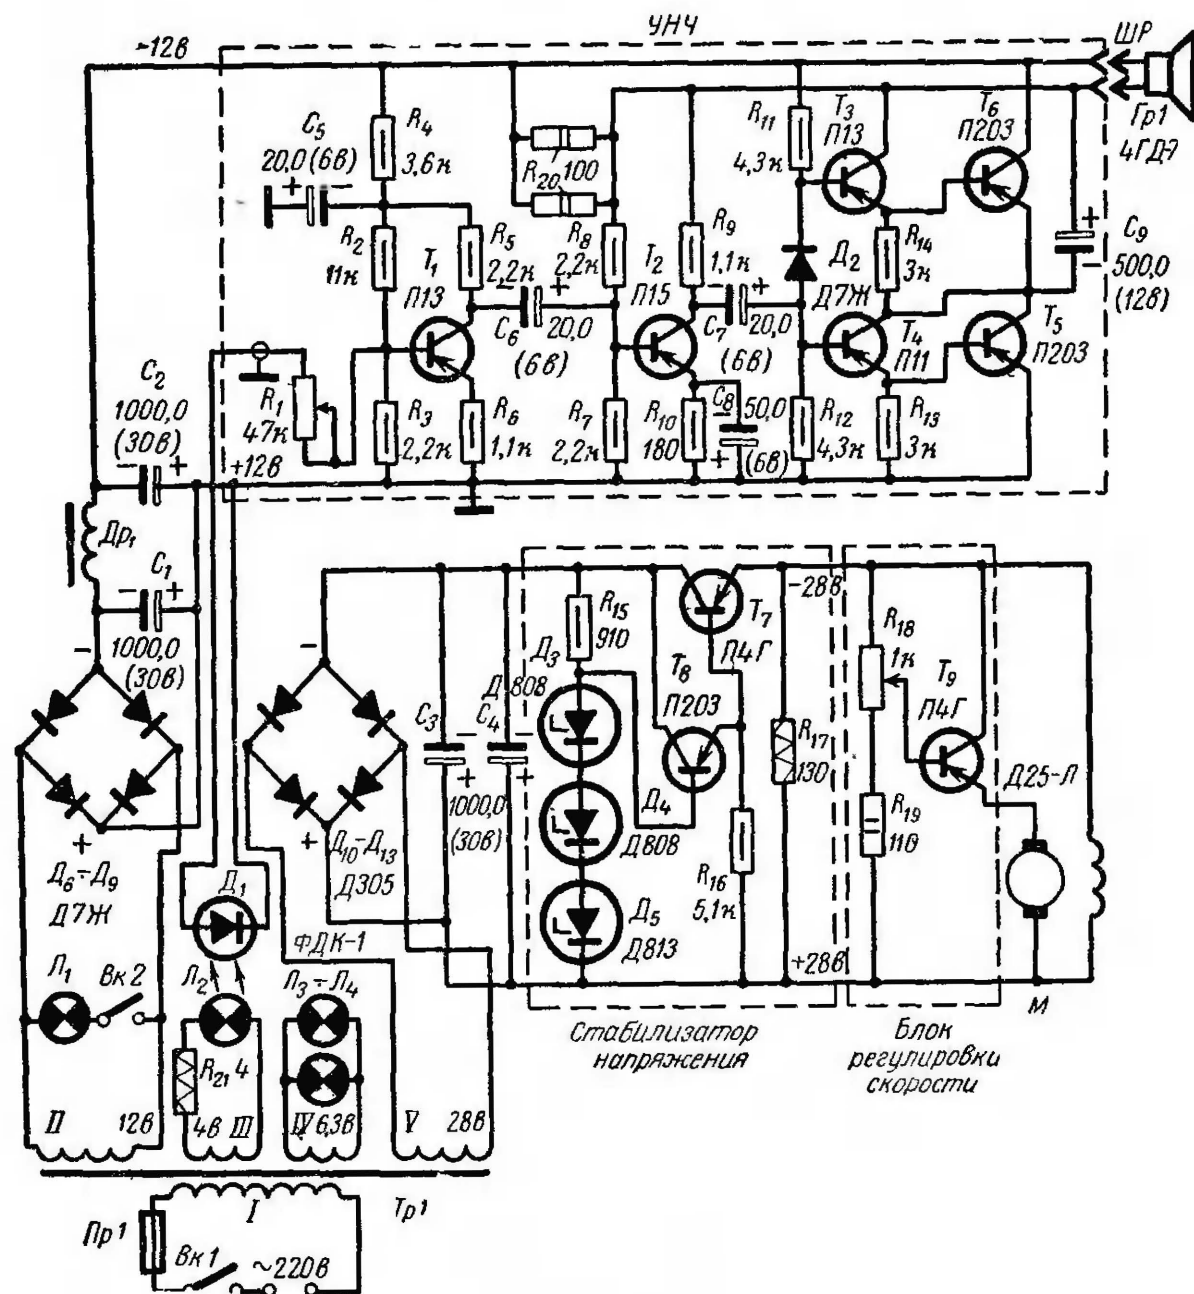 УНЧ
ШР
-12в
Гр1
4ГД-7
C5
20,0(6в)
R4
3,6к
R20 100
R11
4,3к
T3
П13
T6
П203
R2
11к
T1
П13
R5
2,2к
R8
2,2к
T2
П15
R9
1,1к
Д2
Д7Ж
R14
3к
C9
500,0
(12в)
C6
20,0
(6в)
C7
20,0
(6в)
T4
П11
T5
П203
C2
1000,0
(30в)
R1
47к
R3
2,2к
R6
1,1к
R7
2,2к
R10
180
C8
50,0
(6в)
R12
4,3к
R13
3к
+12в
Др1
C1
1000,0
(30в)
R15
910
T7
П4Г
-28в
R18
1к
T9
П4Г
Д3
Д808
T8
П203
C3
C4
1000,0
(30в)
R17
130
Д25-Л
Д4
Д808
R19
110
R16
5,1к
Д6÷Д9
Д7Ж
Д10-Д13
Д305
Д5
Д813
+28в
M
Д1
ФДК-1
Л1
Вк2
Л2
Л3÷Л4
Стабилизатор
напряжения
Блок
регулировки
скорости
R21 4
II
12в
4в III
IV 6,3в
V
28в
I
Тр1
Пр1
Вк1
~220в